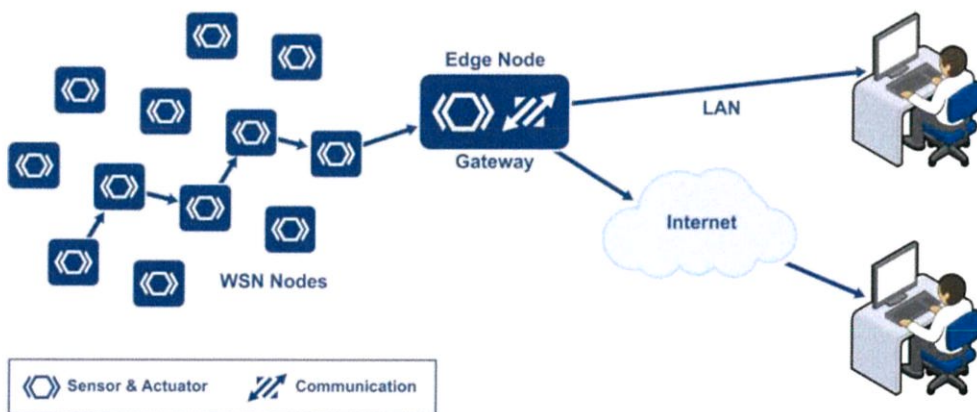 Edge Node
LAN
Gateway
Internet
WSN Nodes
Sensor & Actuator
Communication